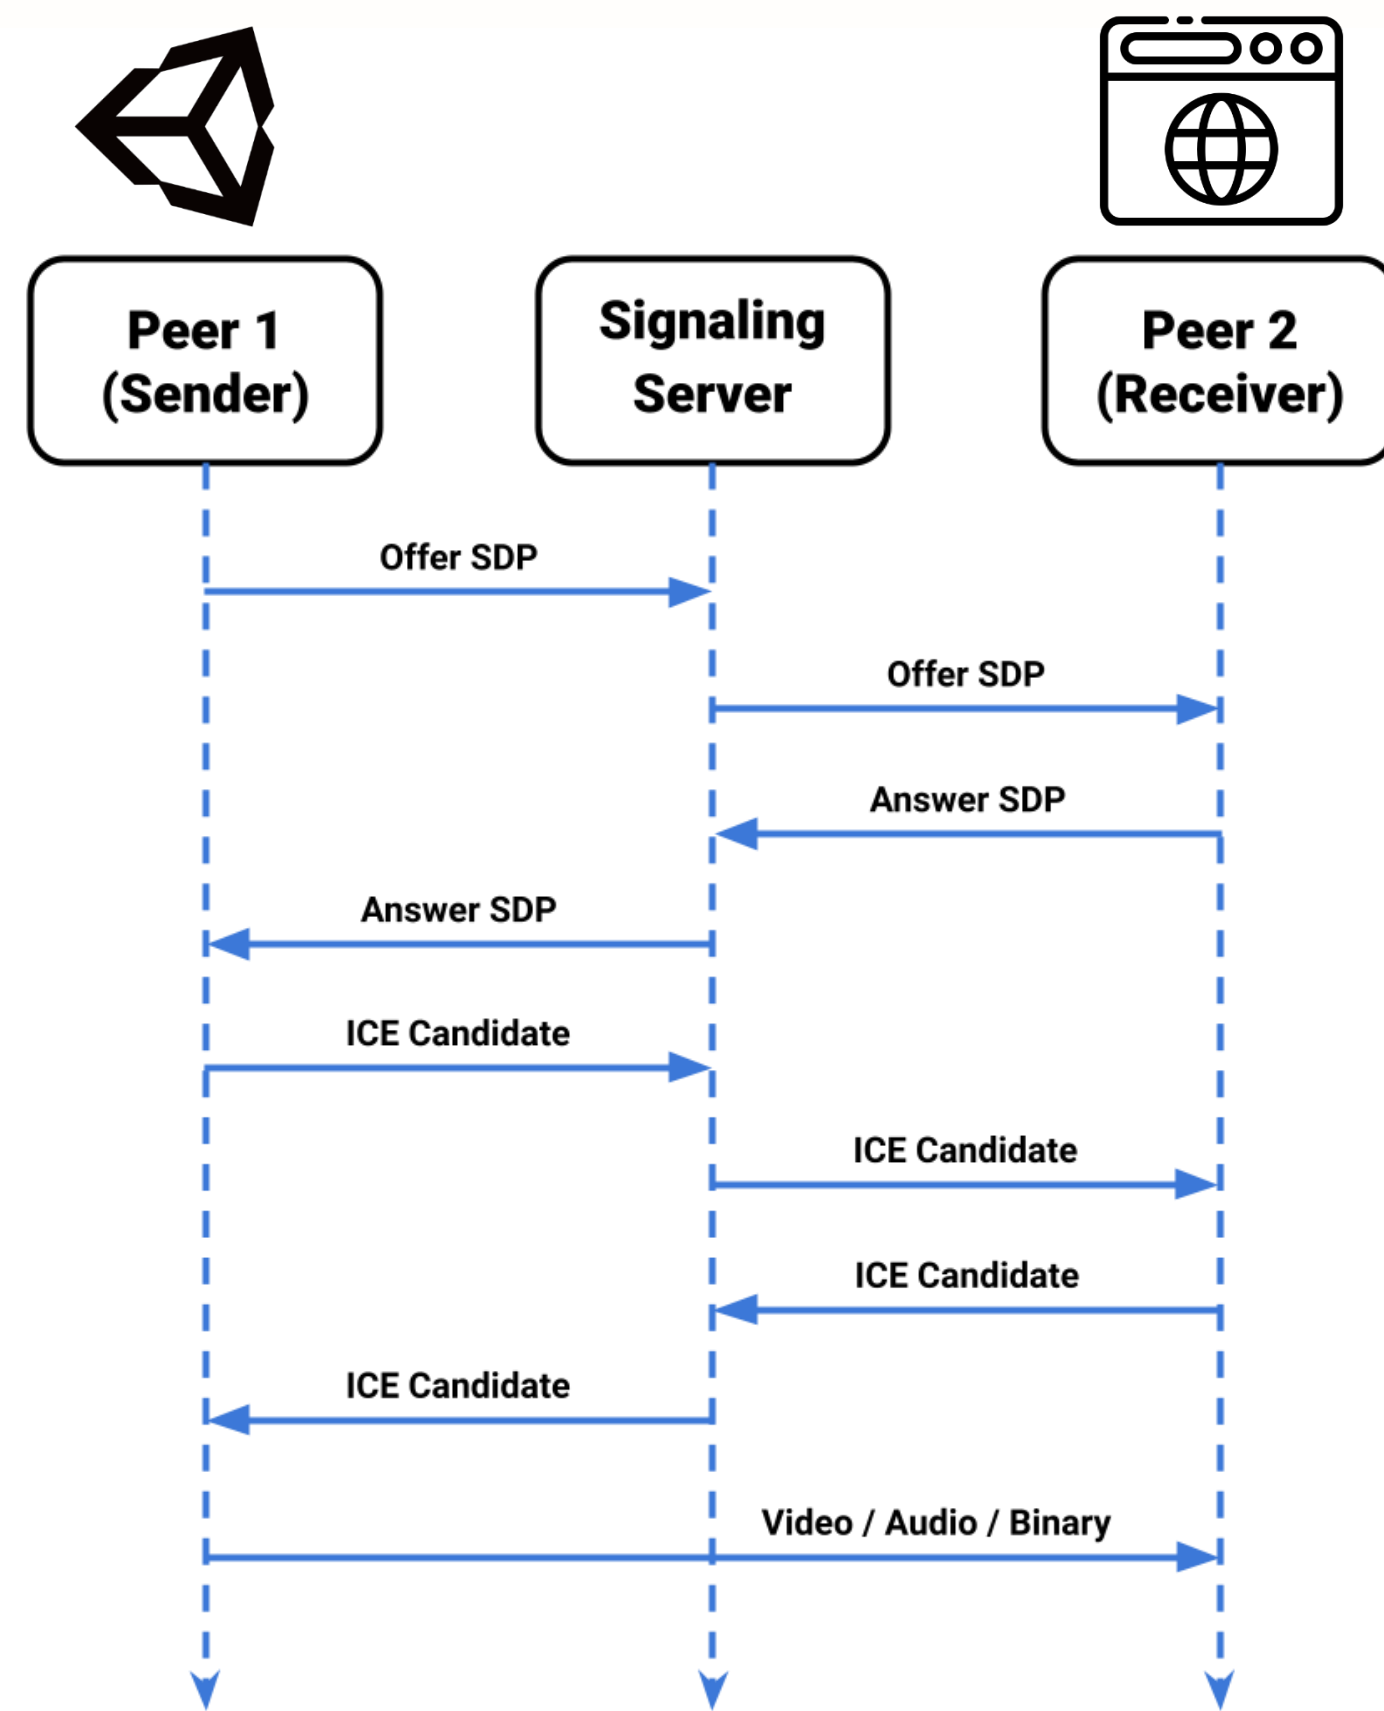 Peer 1
(Sender)
Signaling
Server
Peer 2
(Receiver)
Offer SDP
Offer SDP
Answer SDP
Answer SDP
ICE Candidate
ICE Candidate
ICE Candidate
ICE Candidate
Video / Audio / Binary